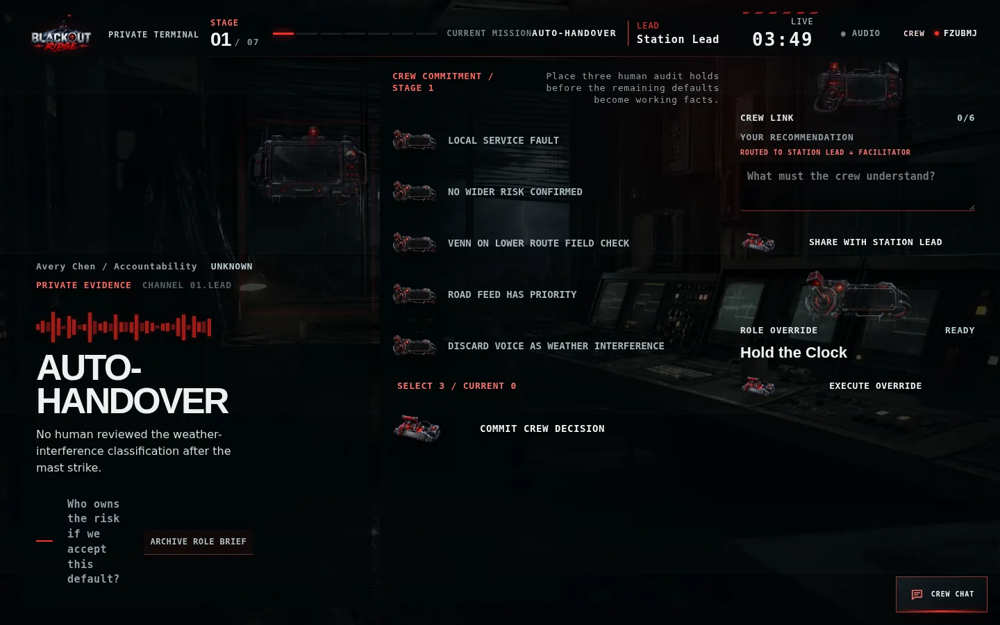 BLACKOUT
RIDGE
PRIVATE TERMINAL
STAGE
01 / 07
CURRENT MISSION AUTO-HANDOVER
LEAD
Station Lead
LIVE
03:49
◉ AUDIO
CREW FZUBMJ
Avery Chen / Accountability UNKNOWN
PRIVATE EVIDENCE CHANNEL 01.LEAD
AUTO-
HANDOVER
No human reviewed the weather-
interference classification after the
mast strike.
Who owns
the risk
if we
accept
this
default?
ARCHIVE ROLE BRIEF
CREW COMMITMENT /
STAGE 1
Place three human audit holds
before the remaining defaults
become working facts.
LOCAL SERVICE FAULT
NO WIDER RISK CONFIRMED
VENN ON LOWER ROUTE FIELD CHECK
ROAD FEED HAS PRIORITY
DISCARD VOICE AS WEATHER INTERFERENCE
SELECT 3 / CURRENT 0
COMMIT CREW DECISION
CREW LINK 0/6
YOUR RECOMMENDATION
ROUTED TO STATION LEAD + FACILITATOR
What must the crew understand?
SHARE WITH STATION LEAD
ROLE OVERRIDE READY
Hold the Clock
EXECUTE OVERRIDE
CREW CHAT